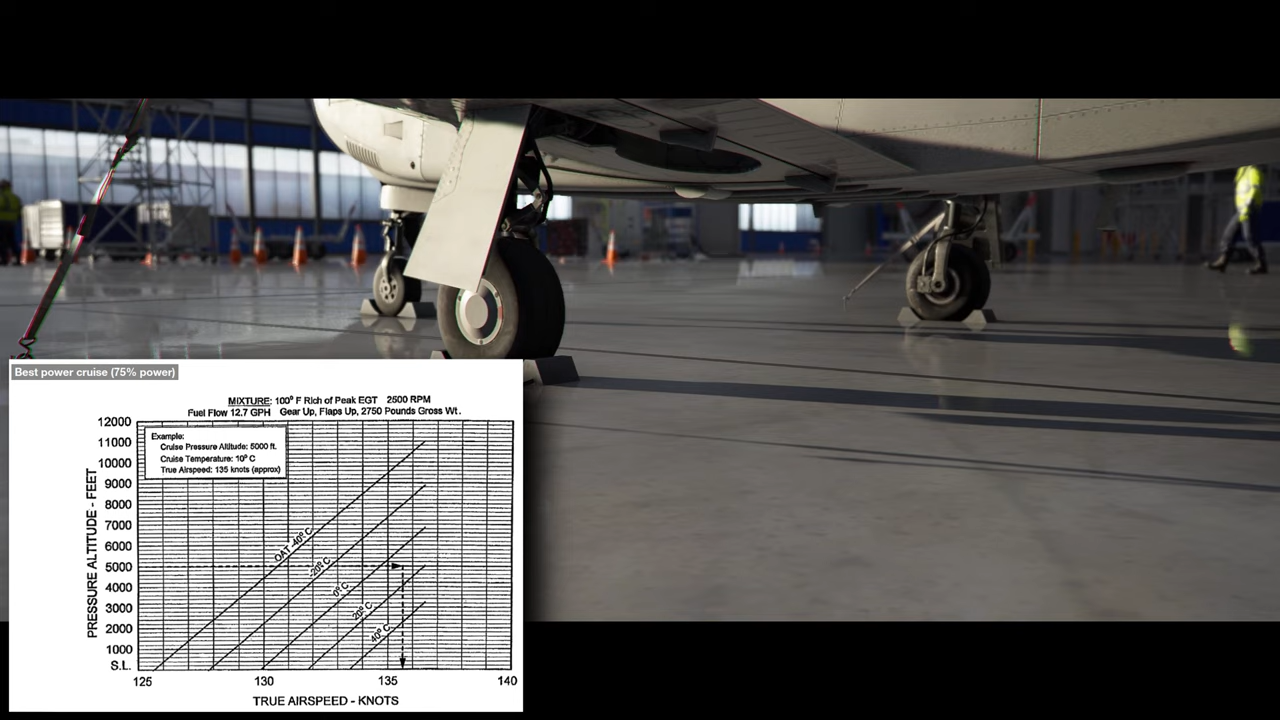 Best power cruise (75% power)
MIXTURE: 100° F Rich of Peak EGT 2500 RPM
Fuel Flow 12.7 GPH Gear Up, Flaps Up, 2750 Pounds Gross Wt.
Example:
Cruise Pressure Altitude: 5000 ft.
Cruise Temperature: 10° C
True Airspeed: 135 knots (approx)
PRESSURE ALTITUDE - FEET
12000
11000
10000
9000
8000
7000
6000
5000
4000
3000
2000
1000
S.L.
OAT -40° C
-20° C
0° C
20° C
40° C
125 130 135 140
TRUE AIRSPEED - KNOTS